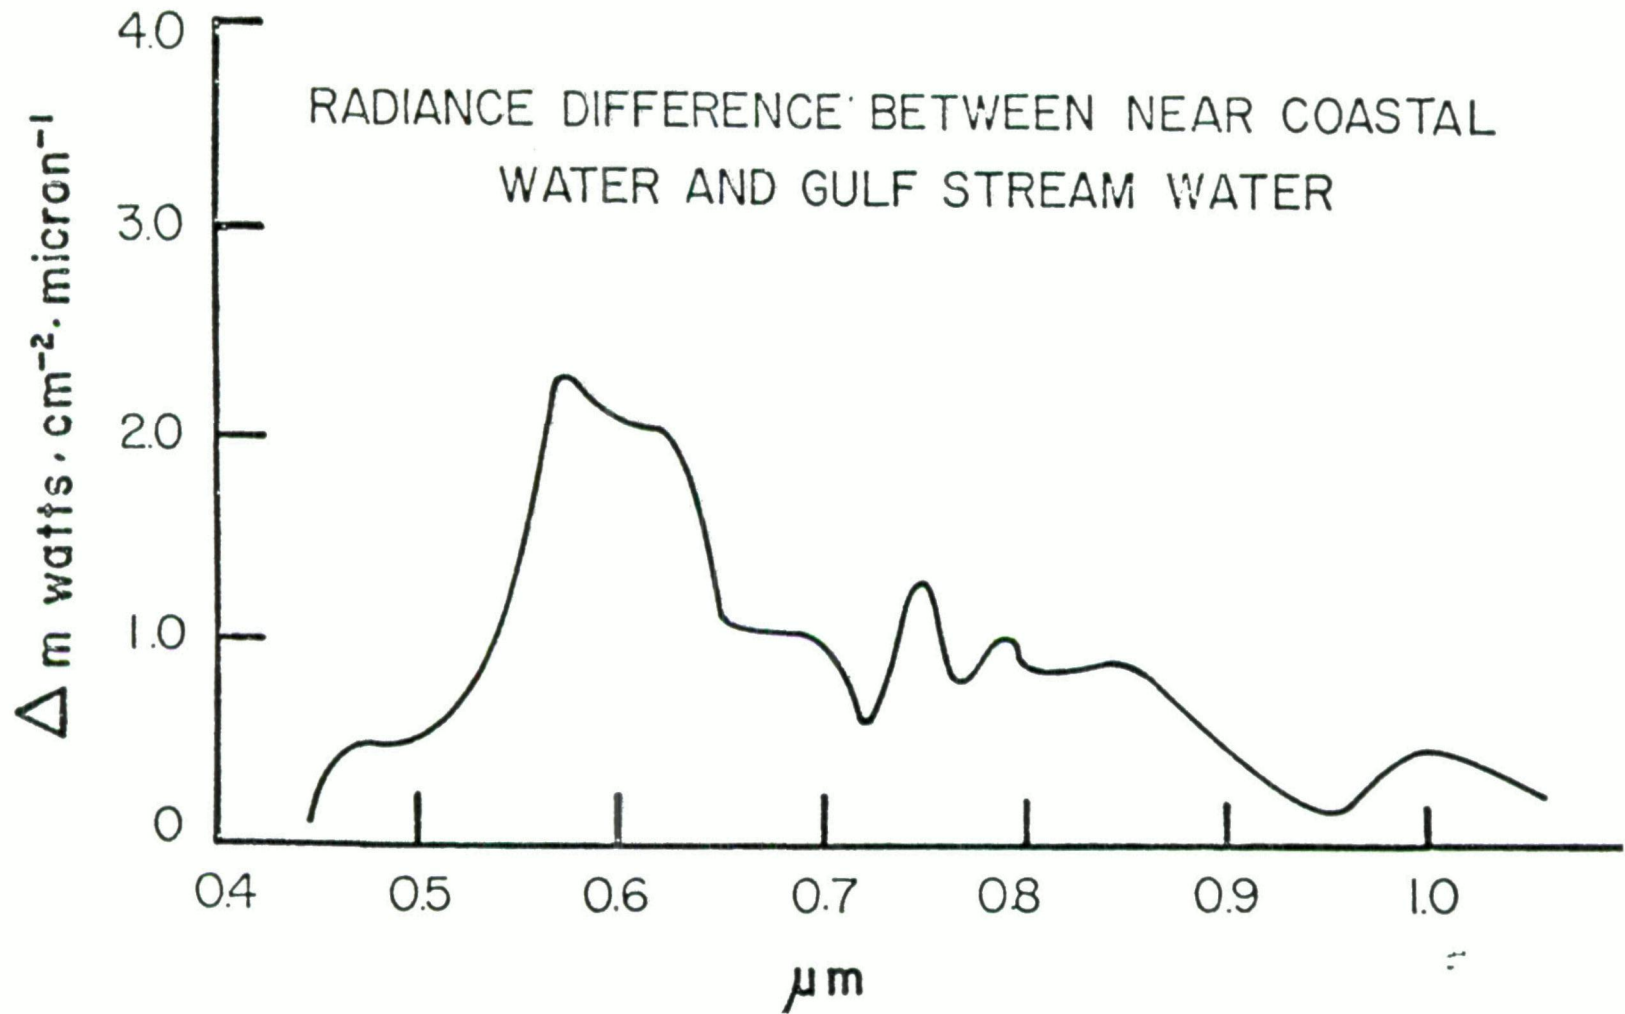 4.0
RADIANCE DIFFERENCE BETWEEN NEAR COASTAL
WATER AND GULF STREAM WATER
3.0
2.0
1.0
0
Δ m watts · cm⁻² · micron⁻¹
0.4 0.5 0.6 0.7 0.8 0.9 1.0
μm